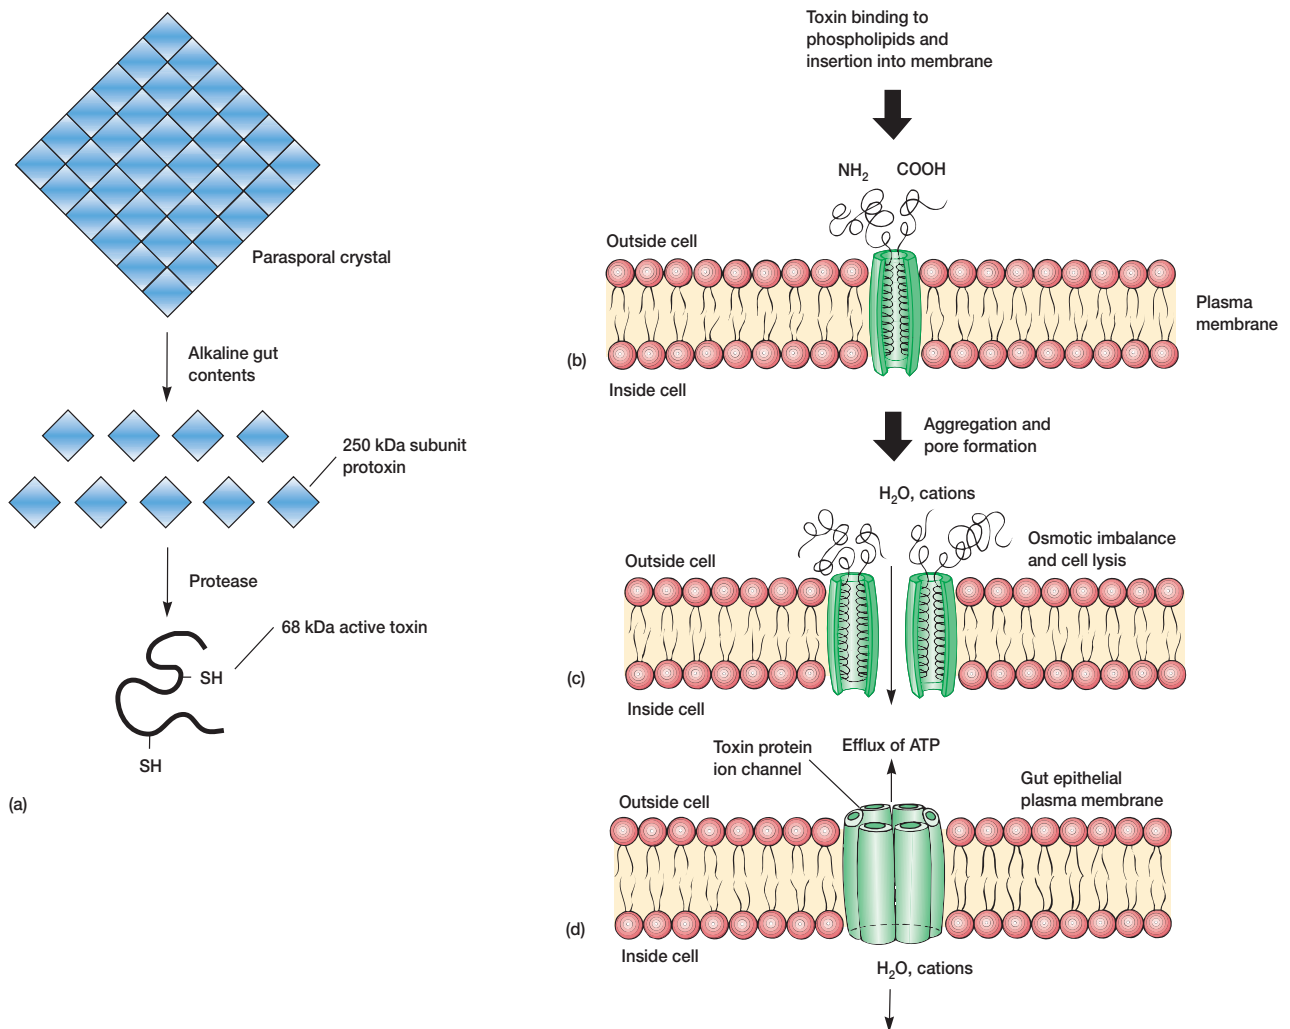 Parasporal crystal
Alkaline gut
contents
250 kDa subunit
protoxin
Protease
68 kDa active toxin
SH
SH
(a)
Toxin binding to
phospholipids and
insertion into membrane
NH₂
COOH
Outside cell
Plasma
membrane
(b)
Inside cell
Aggregation and
pore formation
H₂O, cations
Osmotic imbalance
and cell lysis
Outside cell
(c)
Inside cell
Toxin protein
ion channel
Efflux of ATP
Gut epithelial
plasma membrane
Outside cell
(d)
Inside cell
H₂O, cations